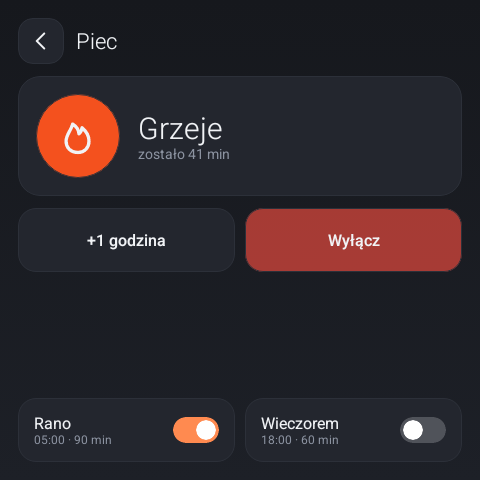 Piec
Grzeje
zostało 41 min
+1 godzina
Wyłącz
Rano
05:00 · 90 min
Wieczorem
18:00 · 60 min